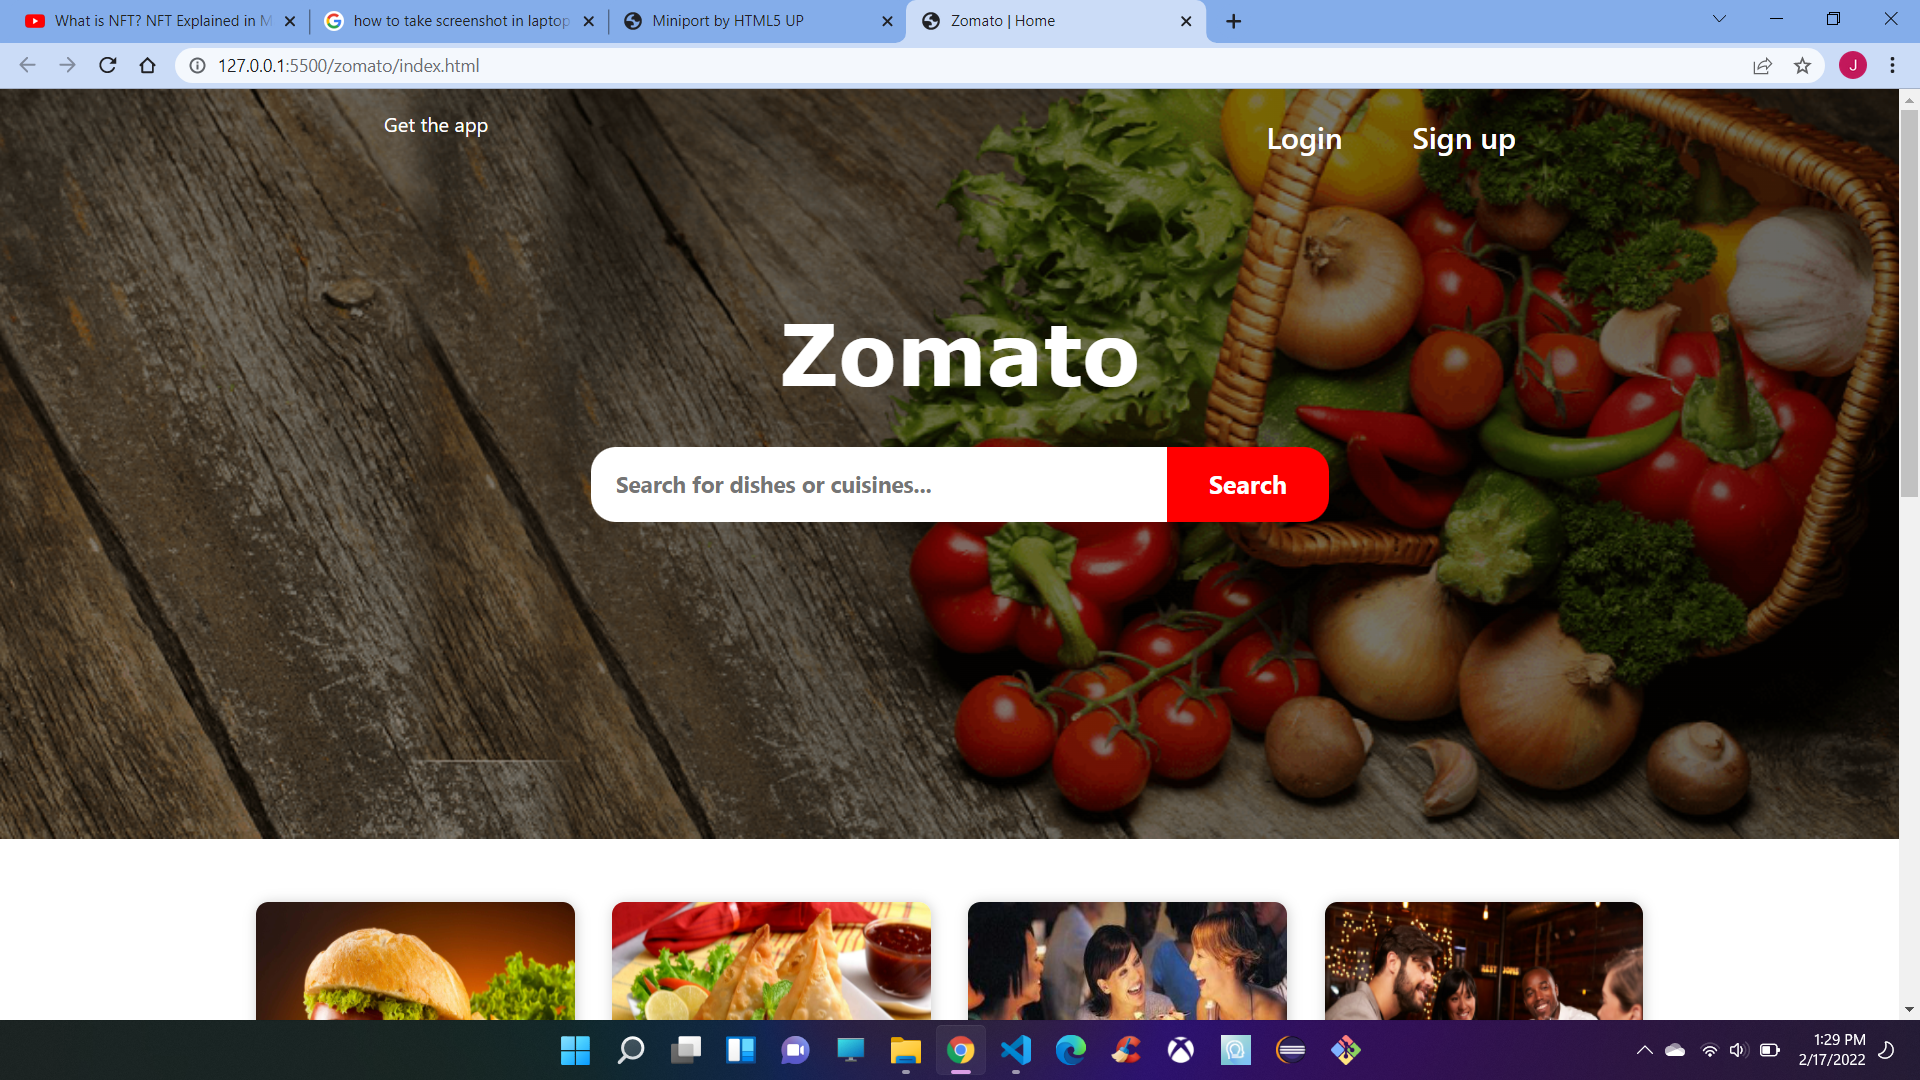 What is NFT? NFT Explained in M
how to take screenshot in laptop
Miniport by HTML5 UP
Zomato | Home
127.0.0.1:5500/zomato/index.html
J
Get the app
Login
Sign up
Zomato
Search for dishes or cuisines...
Search
1:29 PM
2/17/2022